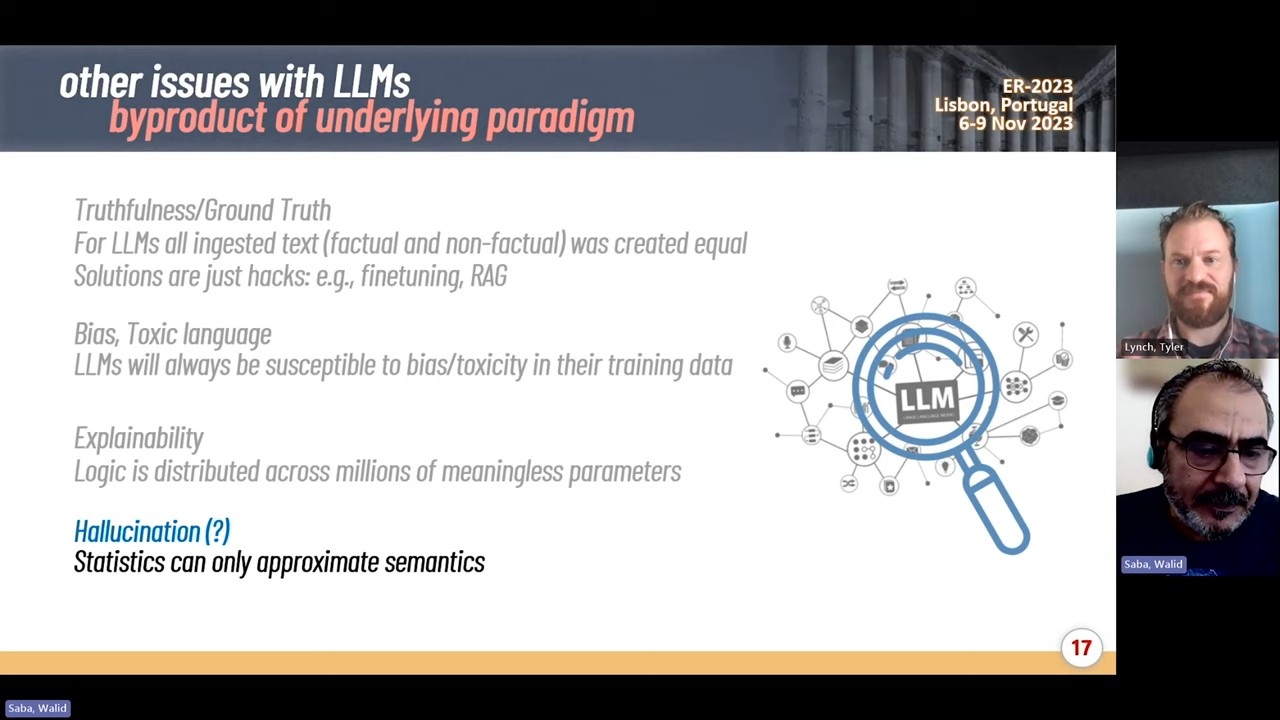 other issues with LLMs
byproduct of underlying paradigm
ER-2023
Lisbon, Portugal
6-9 Nov 2023
Truthfulness/Ground Truth
For LLMs all ingested text (factual and non-factual) was created equal
Solutions are just hacks: e.g., finetuning, RAG
Bias, Toxic language
LLMs will always be susceptible to bias/toxicity in their training data
Explainability
Logic is distributed across millions of meaningless parameters
Hallucination (?)
Statistics can only approximate semantics
LLM
LARGE LANGUAGE MODEL
17
Lynch, Tyler
Saba, Walid
Saba, Walid